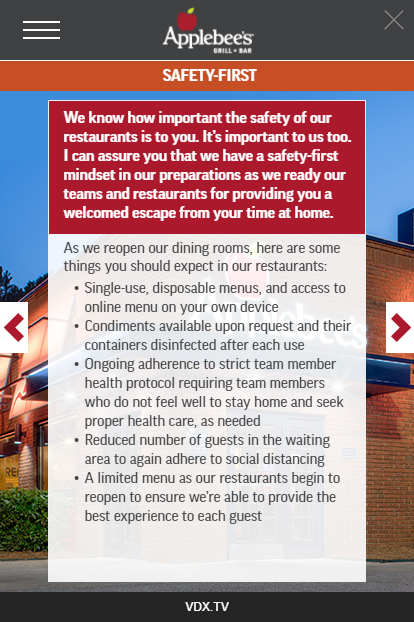 Applebee's
GRILL + BAR
SAFETY-FIRST
We know how important the safety of our
restaurants is to you. It's important to us too.
I can assure you that we have a safety-first
mindset in our preparations as we ready our
teams and restaurants for providing you a
welcomed escape from your time at home.
As we reopen our dining rooms, here are some
things you should expect in our restaurants:
• Single-use, disposable menus, and access to
online menu on your own device
• Condiments available upon request and their
containers disinfected after each use
• Ongoing adherence to strict team member
health protocol requiring team members
who do not feel well to stay home and seek
proper health care, as needed
• Reduced number of guests in the waiting
area to again adhere to social distancing
• A limited menu as our restaurants begin to
reopen to ensure we're able to provide the
best experience to each guest
VDX.TV